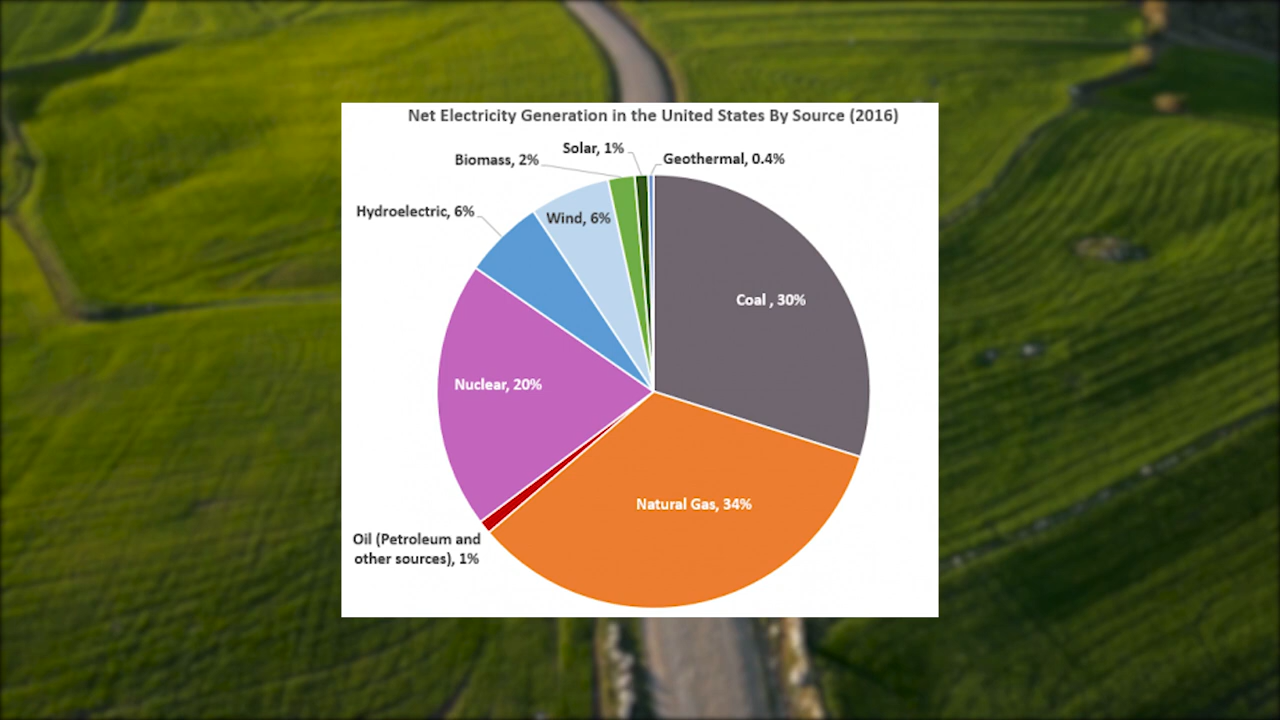 Net Electricity Generation in the United States By Source (2016)
Solar, 1%
Biomass, 2%
Geothermal, 0.4%
Hydroelectric, 6%
Wind, 6%
Coal , 30%
Nuclear, 20%
Natural Gas, 34%
Oil (Petroleum and
other sources), 1%